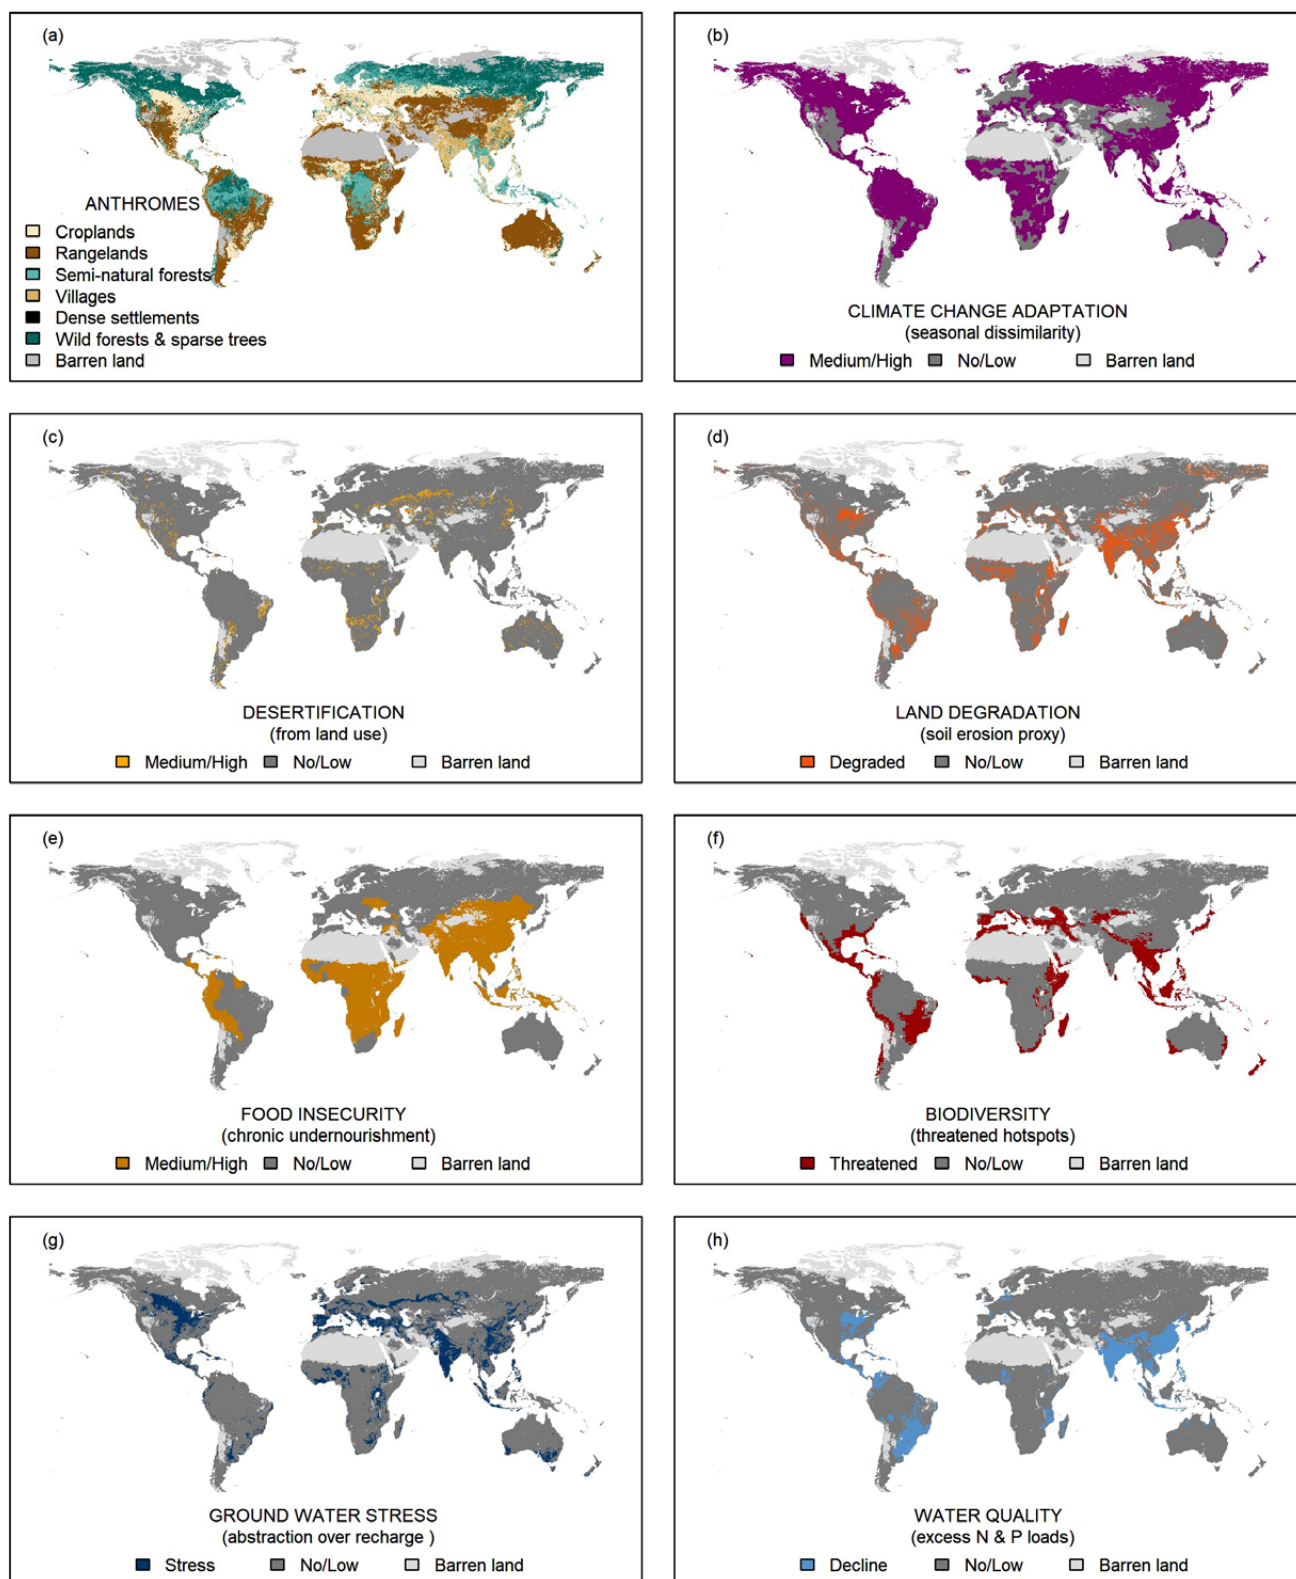 (a)
ANTHROMES
Croplands
Rangelands
Semi-natural forests
Villages
Dense settlements
Wild forests & sparse trees
Barren land
(b)
CLIMATE CHANGE ADAPTATION
(seasonal dissimilarity)
Medium/High No/Low Barren land
(c)
DESERTIFICATION
(from land use)
Medium/High No/Low Barren land
(d)
LAND DEGRADATION
(soil erosion proxy)
Degraded No/Low Barren land
(e)
FOOD INSECURITY
(chronic undernourishment)
Medium/High No/Low Barren land
(f)
BIODIVERSITY
(threatened hotspots)
Threatened No/Low Barren land
(g)
GROUND WATER STRESS
(abstraction over recharge )
Stress No/Low Barren land
(h)
WATER QUALITY
(excess N & P loads)
Decline No/Low Barren land